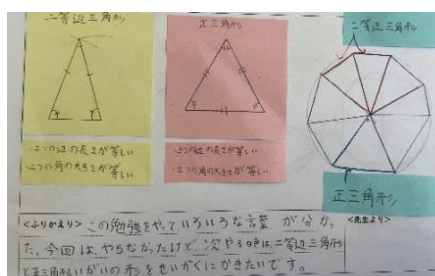 二等辺三角形
正三角形
二等辺三角形
・二つの辺の長さが等しい
・二つの角の大きさが等しい
・三つの辺の長さが等しい
・三つの角の大きさが等しい
正三角形
<ふりかえり> この勉強をやっていろいろな言葉が分かっ
た。今回は、やらなかったけど、次やる時は、二等辺三角形
と正三角形いがいの形をせいかくにかきたいです。
<先生より>